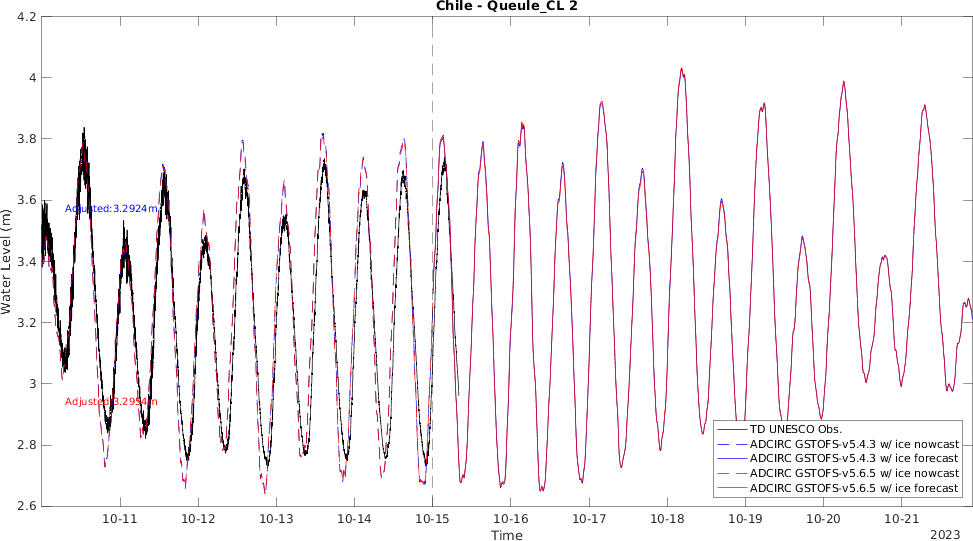 Chile - Queule_CL 2
4.2
4
3.8
3.6
3.4
3.2
3
2.8
2.6
Water Level (m)
Adjusted:3.2924m
Adjusted:3.2954m
TD UNESCO Obs.
ADCIRC GSTOFS-v5.4.3 w/ ice nowcast
ADCIRC GSTOFS-v5.4.3 w/ ice forecast
ADCIRC GSTOFS-v5.6.5 w/ ice nowcast
ADCIRC GSTOFS-v5.6.5 w/ ice forecast
10-11 10-12 10-13 10-14 10-15 10-16 10-17 10-18 10-19 10-20 10-21
Time
2023